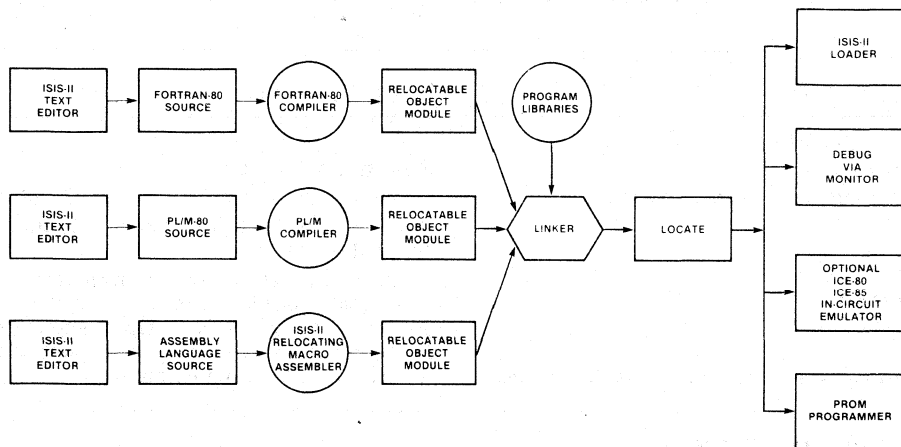 ISIS-II
TEXT
EDITOR
FORTRAN-80
SOURCE
FORTRAN-80
COMPILER
RELOCATABLE
OBJECT
MODULE
PROGRAM
LIBRARIES
ISIS-II
TEXT
EDITOR
PL/M-80
SOURCE
PL/M
COMPILER
RELOCATABLE
OBJECT
MODULE
LINKER
LOCATE
ISIS-II
TEXT
EDITOR
ASSEMBLY
LANGUAGE
SOURCE
ISIS-II
RELOCATING
MACRO
ASSEMBLER
RELOCATABLE
OBJECT
MODULE
ISIS-II
LOADER
DEBUG
VIA
MONITOR
OPTIONAL
ICE-80
ICE-85
IN-CIRCUIT
EMULATOR
PROM
PROGRAMMER